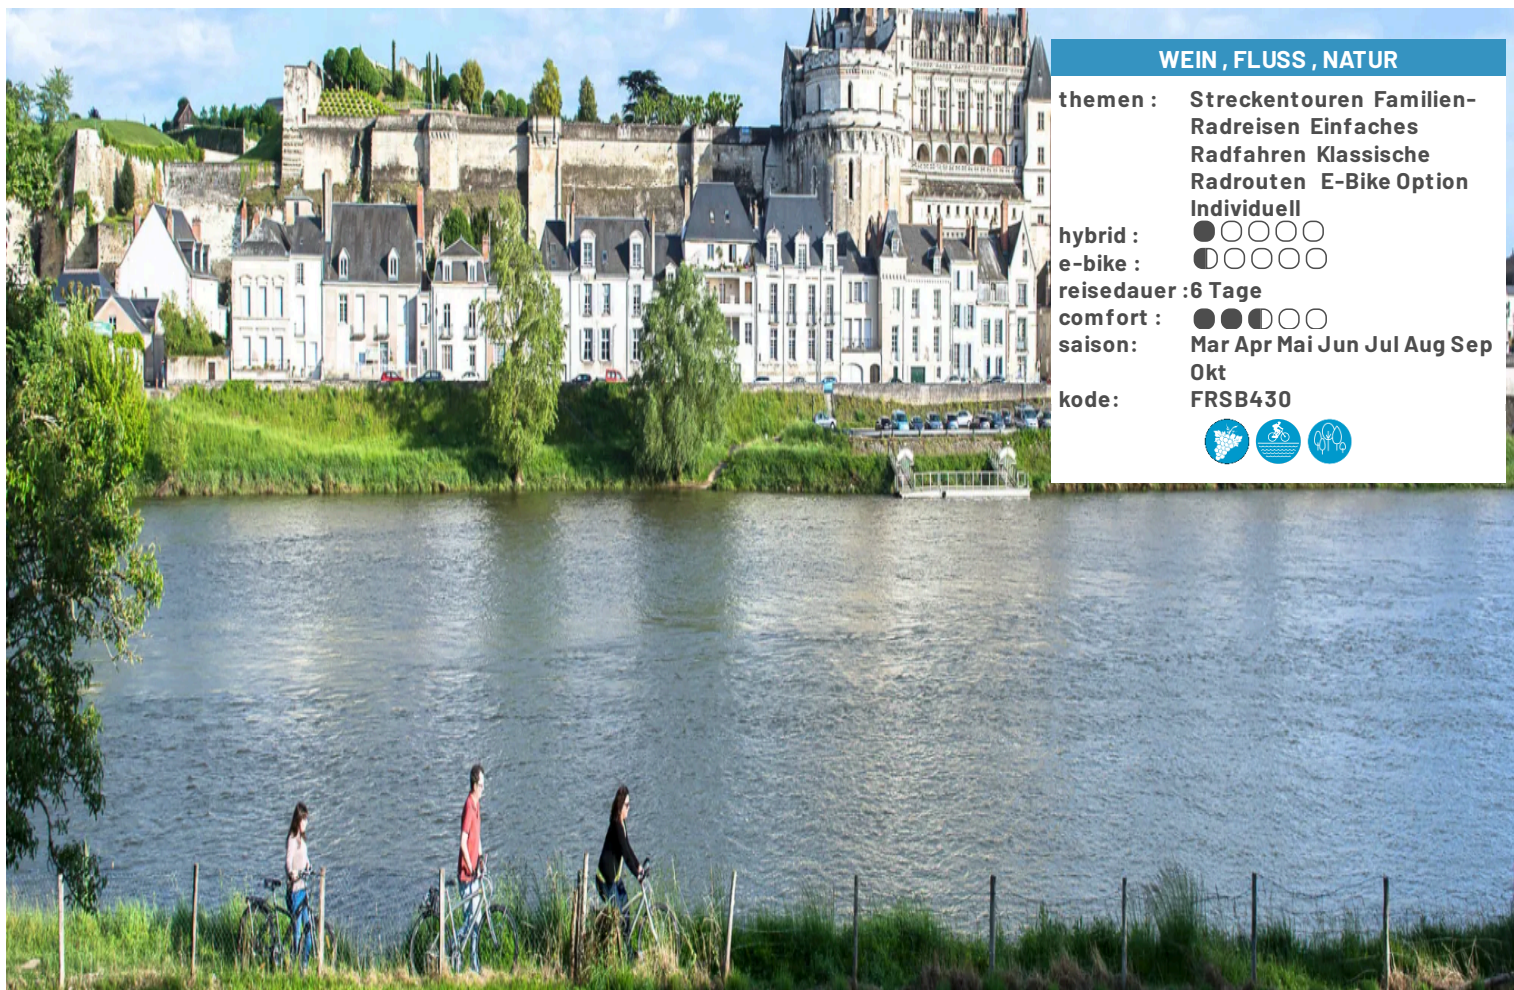 WEIN , FLUSS , NATUR
themen : Streckentouren Familien-
Radreisen Einfaches
Radfahren Klassische
Radrouten E-Bike Option
Individuell
hybrid :
e-bike :
reisedauer :6 Tage
comfort :
saison: Mar Apr Mai Jun Jul Aug Sep
Okt
kode: FRSB430